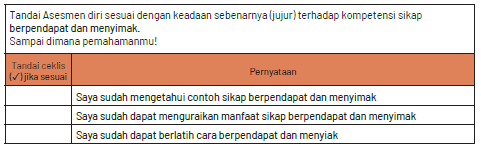 Tandai Asesmen diri sesuai dengan keadaan sebenarnya (jujur) terhadap kompetensi sikap
berpendapat dan menyimak.
Sampai dimana pemahamanmu!
Tandai ceklis
(✓) jika sesuai
Pernyataan
Saya sudah mengetahui contoh sikap berpendapat dan menyimak
Saya sudah dapat menguraikan manfaat sikap berpendapat dan menyimak
Saya sudah dapat berlatih cara berpendapat dan menyiak